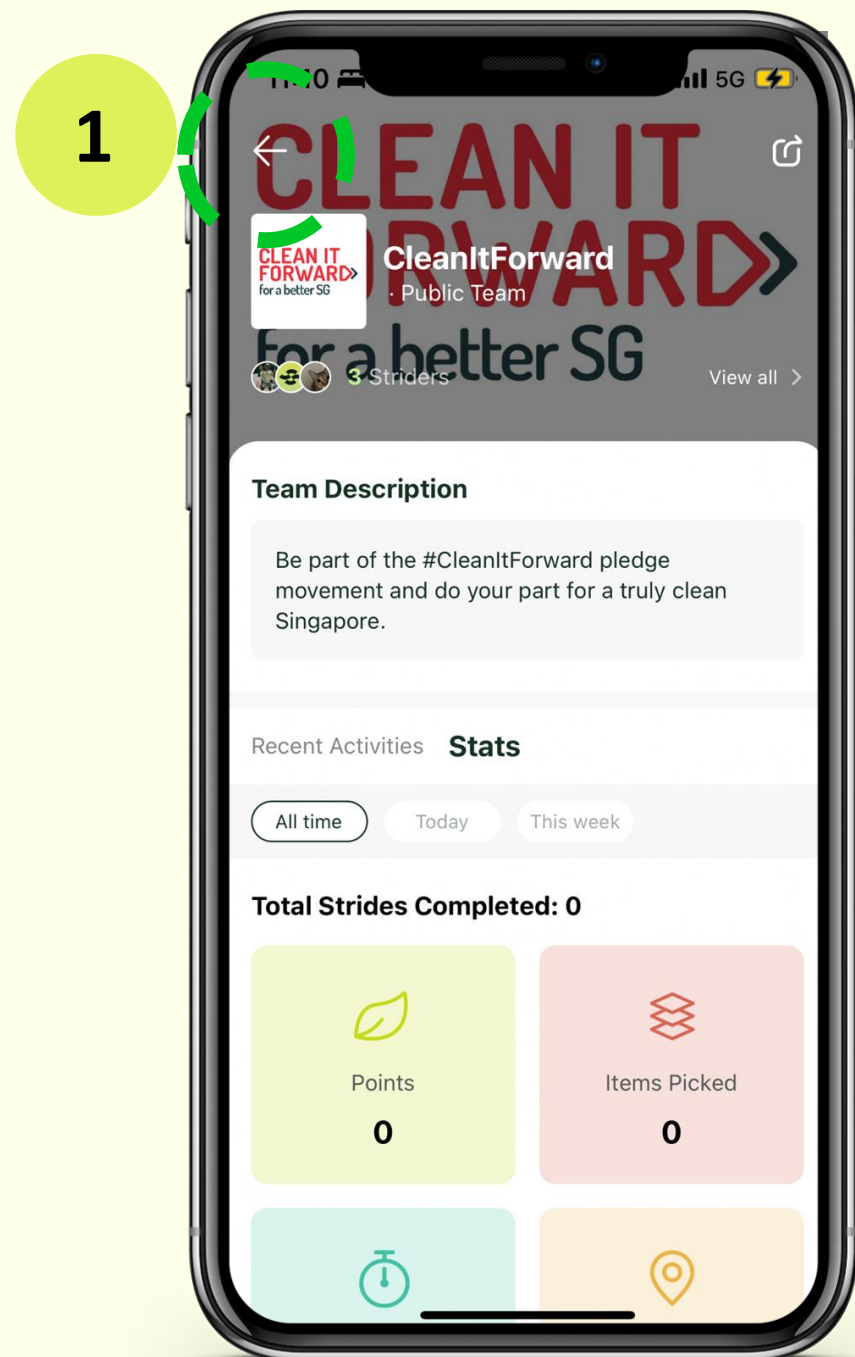 1
5G
CLEAN IT
FORWARD
for a better SG
CLEAN IT
FORWARD
for a better SG
CleanItForward
· Public Team
3 Striders
View all
Team Description
Be part of the #CleanItForward pledge
movement and do your part for a truly clean
Singapore.
Recent Activities Stats
All time Today This week
Total Strides Completed: 0
Points
0
Items Picked
0